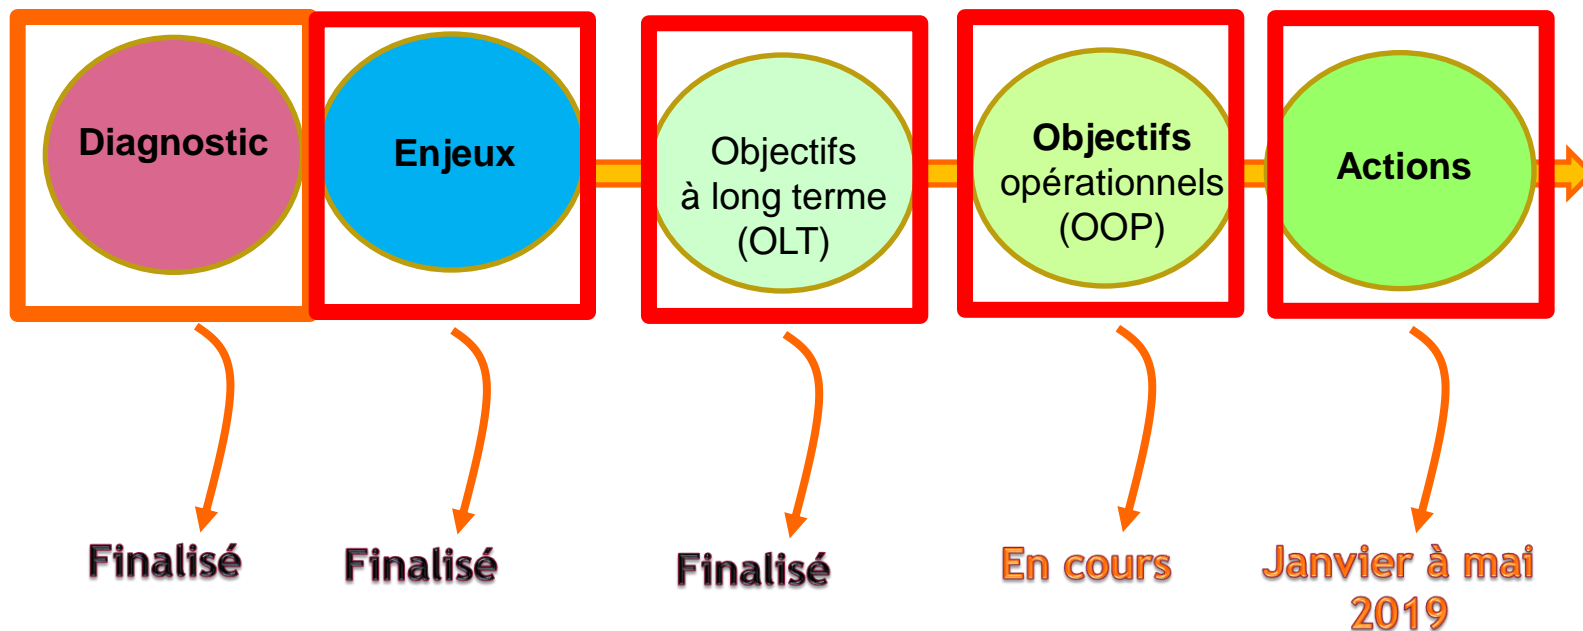 Diagnostic
Enjeux
Objectifs
à long terme
(OLT)
Objectifs
opérationnels
(OOP)
Actions
Finalisé
Finalisé
Finalisé
En cours
Janvier à mai
2019